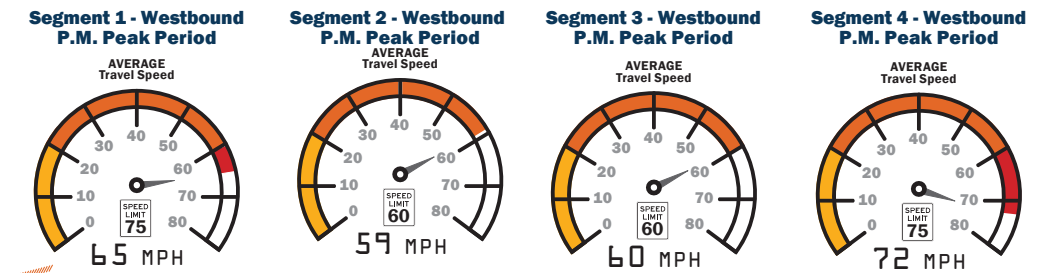 Segment 1 - Westbound
P.M. Peak Period
AVERAGE
Travel Speed
0
10
20
30
40
50
60
70
80
SPEED
LIMIT
75
65 MPH
Segment 2 - Westbound
P.M. Peak Period
AVERAGE
Travel Speed
0
10
20
30
40
50
60
70
80
SPEED
LIMIT
60
59 MPH
Segment 3 - Westbound
P.M. Peak Period
AVERAGE
Travel Speed
0
10
20
30
40
50
60
70
80
SPEED
LIMIT
60
60 MPH
Segment 4 - Westbound
P.M. Peak Period
AVERAGE
Travel Speed
0
10
20
30
40
50
60
70
80
SPEED
LIMIT
75
72 MPH